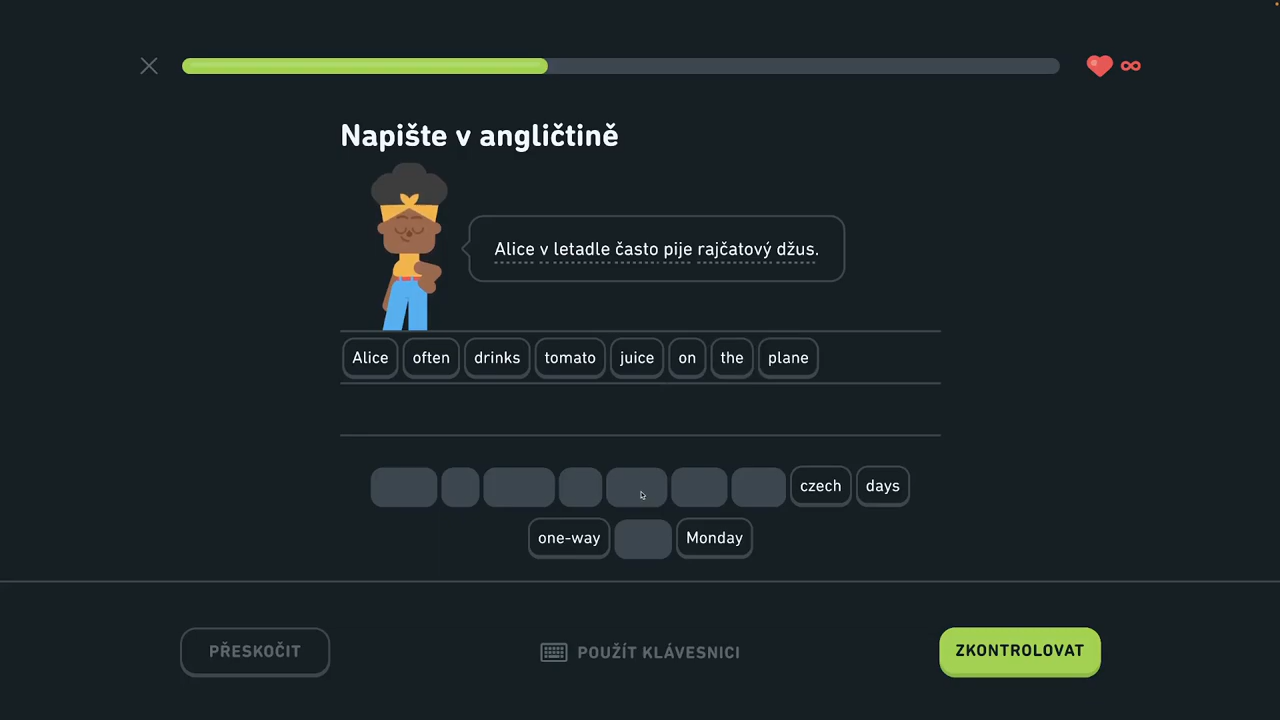 Napište v angličtině
Alice v letadle často pije rajčatový džus.
Alice often drinks tomato juice on the plane
czech days
one-way Monday
PŘESKOČIT
POUŽÍT KLÁVESNICI
ZKONTROLOVAT